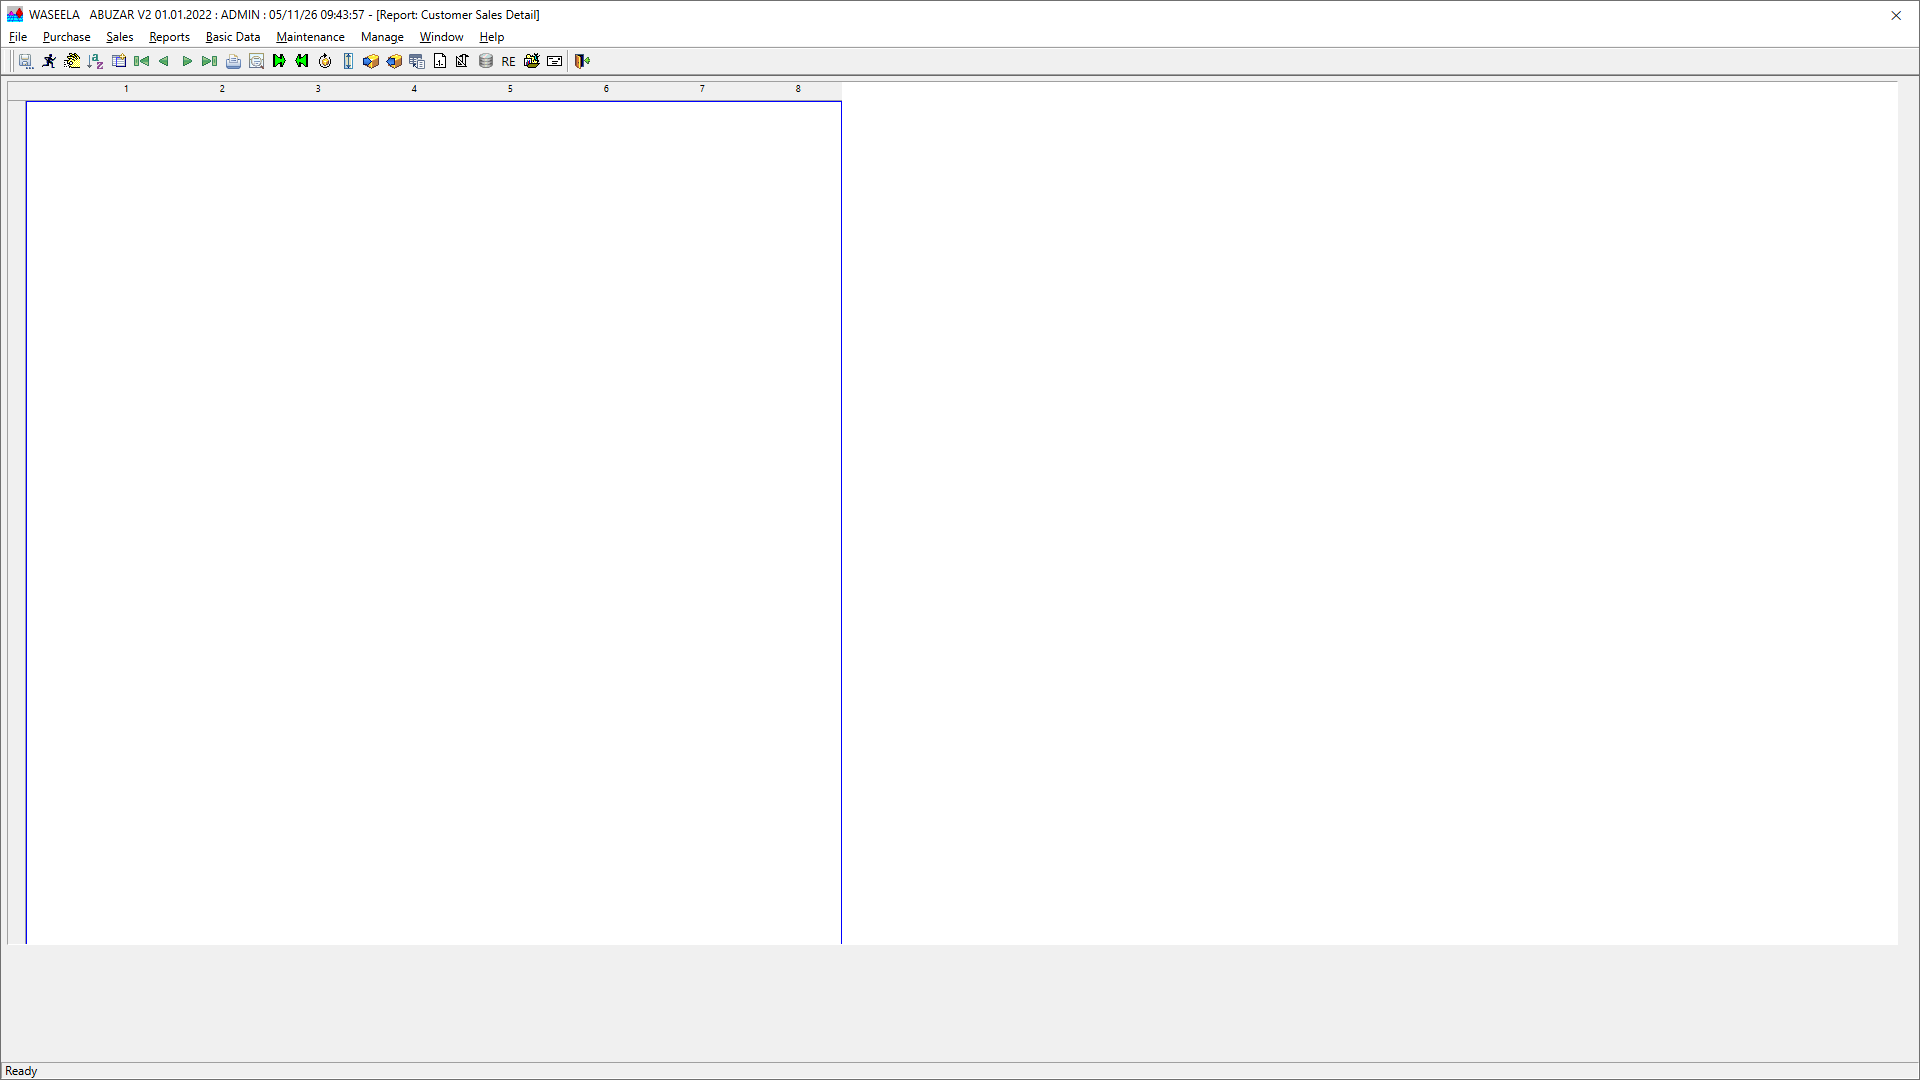 WASEELA   ABUZAR V2 01.01.2022 : ADMIN : 05/11/26 09:43:57 - [Report: Customer Sales Detail]
File Purchase Sales Reports Basic Data Maintenance Manage Window Help
RE
1 2 3 4 5 6 7 8
Ready